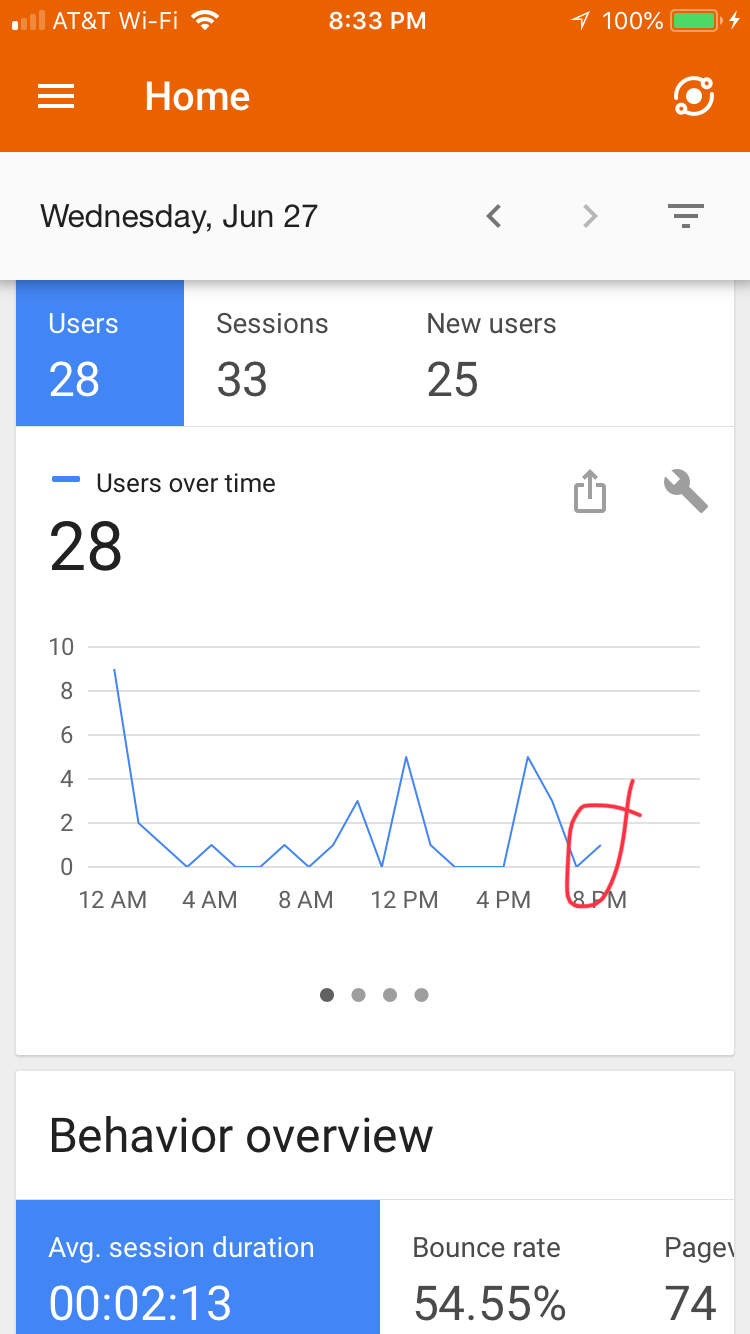 AT&T Wi-Fi 8:33 PM 100%
Home
Wednesday, Jun 27
Users Sessions New users
28 33 25
Users over time
28
10
8
6
4
2
0
12 AM 4 AM 8 AM 12 PM 4 PM 8 PM
Behavior overview
Avg. session duration Bounce rate Pagev
00:02:13 54.55% 74